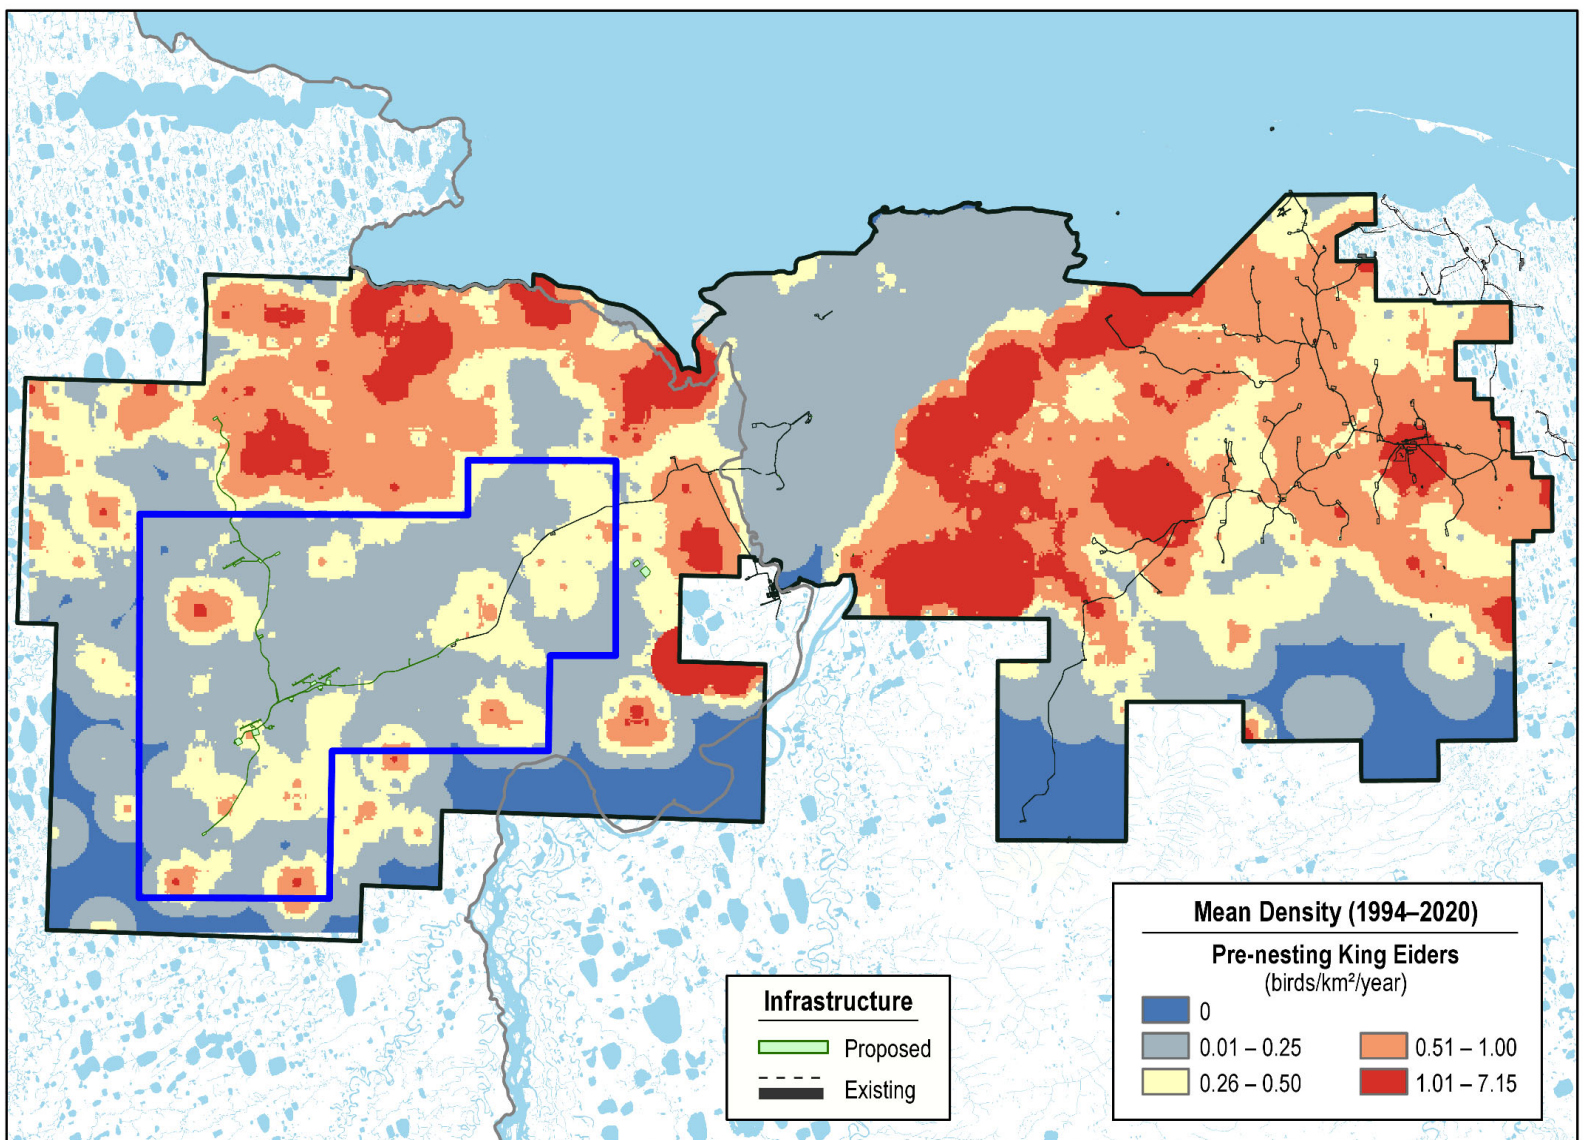 Infrastructure
Proposed
Existing
Mean Density (1994–2020)
Pre-nesting King Eiders
(birds/km²/year)
0
0.01 – 0.25
0.26 – 0.50
0.51 – 1.00
1.01 – 7.15